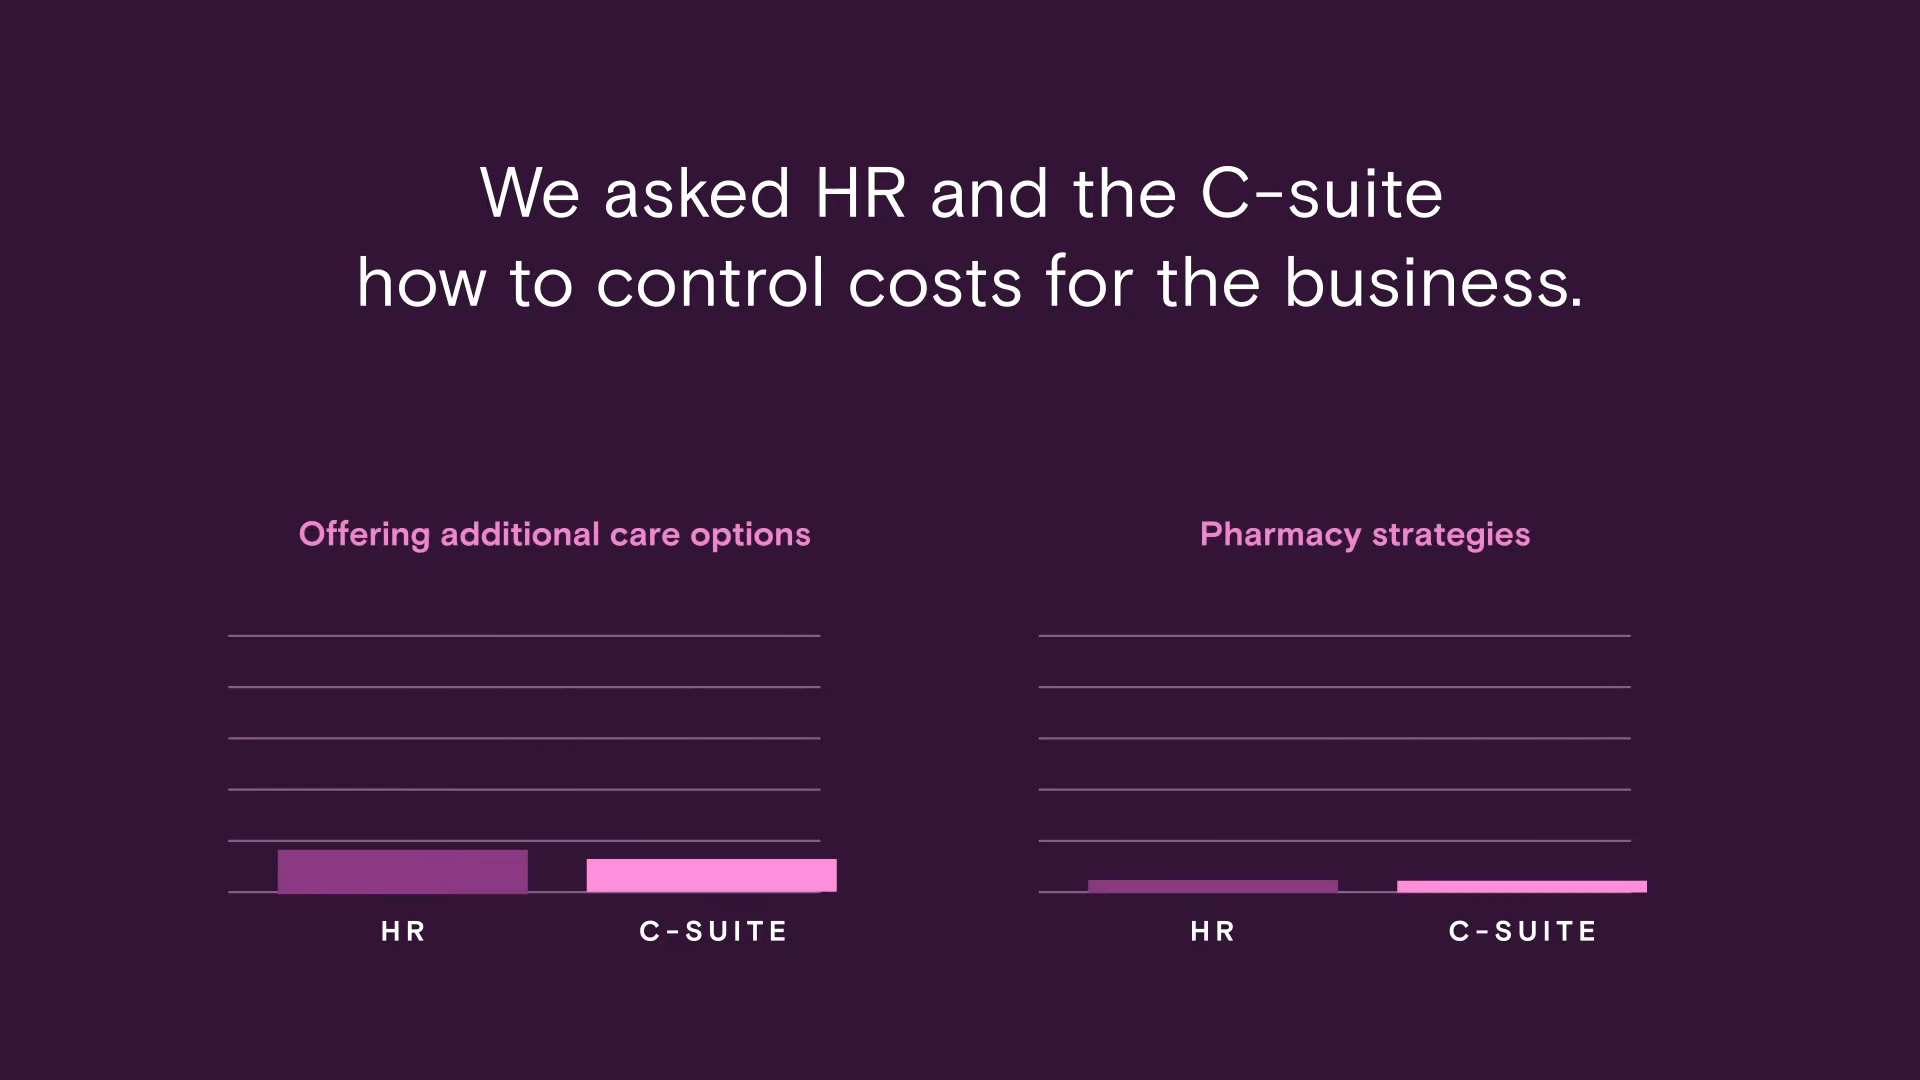 We asked HR and the C-suite
how to control costs for the business.
Offering additional care options
Pharmacy strategies
HR
C-SUITE
HR
C-SUITE